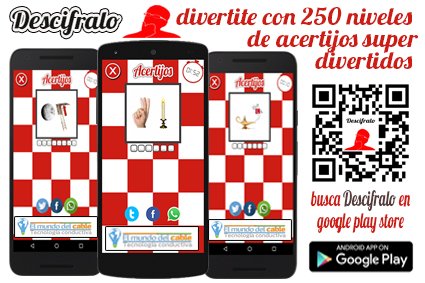 Descifralo
divertite con 250 niveles
de acertijos super
divertidos
Acertijos
El mundo del cable
Tecnología conductiva
Acertijos
El mundo del cable
Tecnología conductiva
Acertijos
El mundo del cable
Tecnología conductiva
Descifralo
busca Descifralo en
google play store
ANDROID APP ON
Google Play